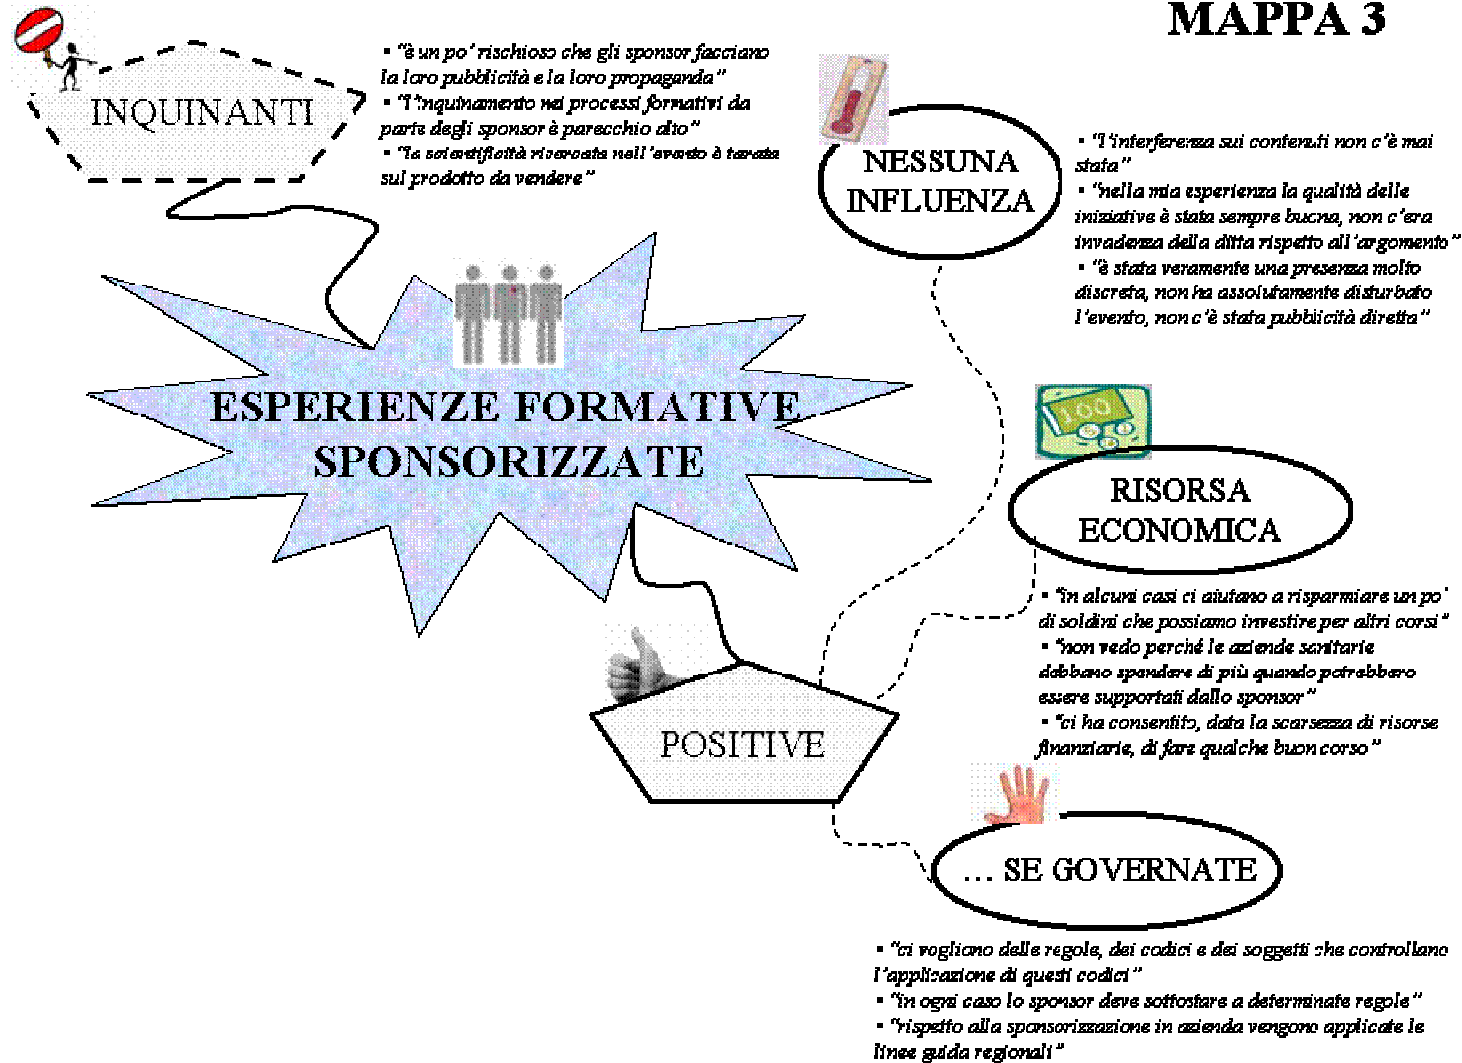 MAPPA 3
INQUINANTI
▪ "è un po' rischioso che gli sponsor facciano
la loro pubblicità e la loro propaganda"
▪ "l'inquinamento nei processi formativi da
parte degli sponsor è parecchio alto"
▪ "la scientificità ricercata nell'evento è tarata
sul prodotto da vendere"
NESSUNA
INFLUENZA
▪ "l'interferenza sui contenuti non c'è mai
stata"
▪ "nella mia esperienza la qualità delle
iniziative è stata sempre buona, non c'era
invadenza della ditta rispetto all'argomento"
▪ "è stata veramente una presenza molto
discreta, non ha assolutamente disturbato
l'evento, non c'è stata pubblicità diretta"
ESPERIENZE FORMATIVE
SPONSORIZZATE
100
RISORSA
ECONOMICA
▪ "in alcuni casi ci aiutano a risparmiare un po'
di soldini che possiamo investire per altri corsi"
▪ "non vedo perché le aziende sanitarie
debbano spendere di più quando potrebbero
essere supportati dallo sponsor"
▪ "ci ha consentito, data la scarsezza di risorse
finanziarie, di fare qualche buon corso"
POSITIVE
... SE GOVERNATE
▪ "ci vogliono delle regole, dei codici e dei soggetti che controllano
l'applicazione di questi codici"
▪ "in ogni caso lo sponsor deve sottostare a determinate regole"
▪ "rispetto alla sponsorizzazione in azienda vengono applicate le
linee guida regionali"